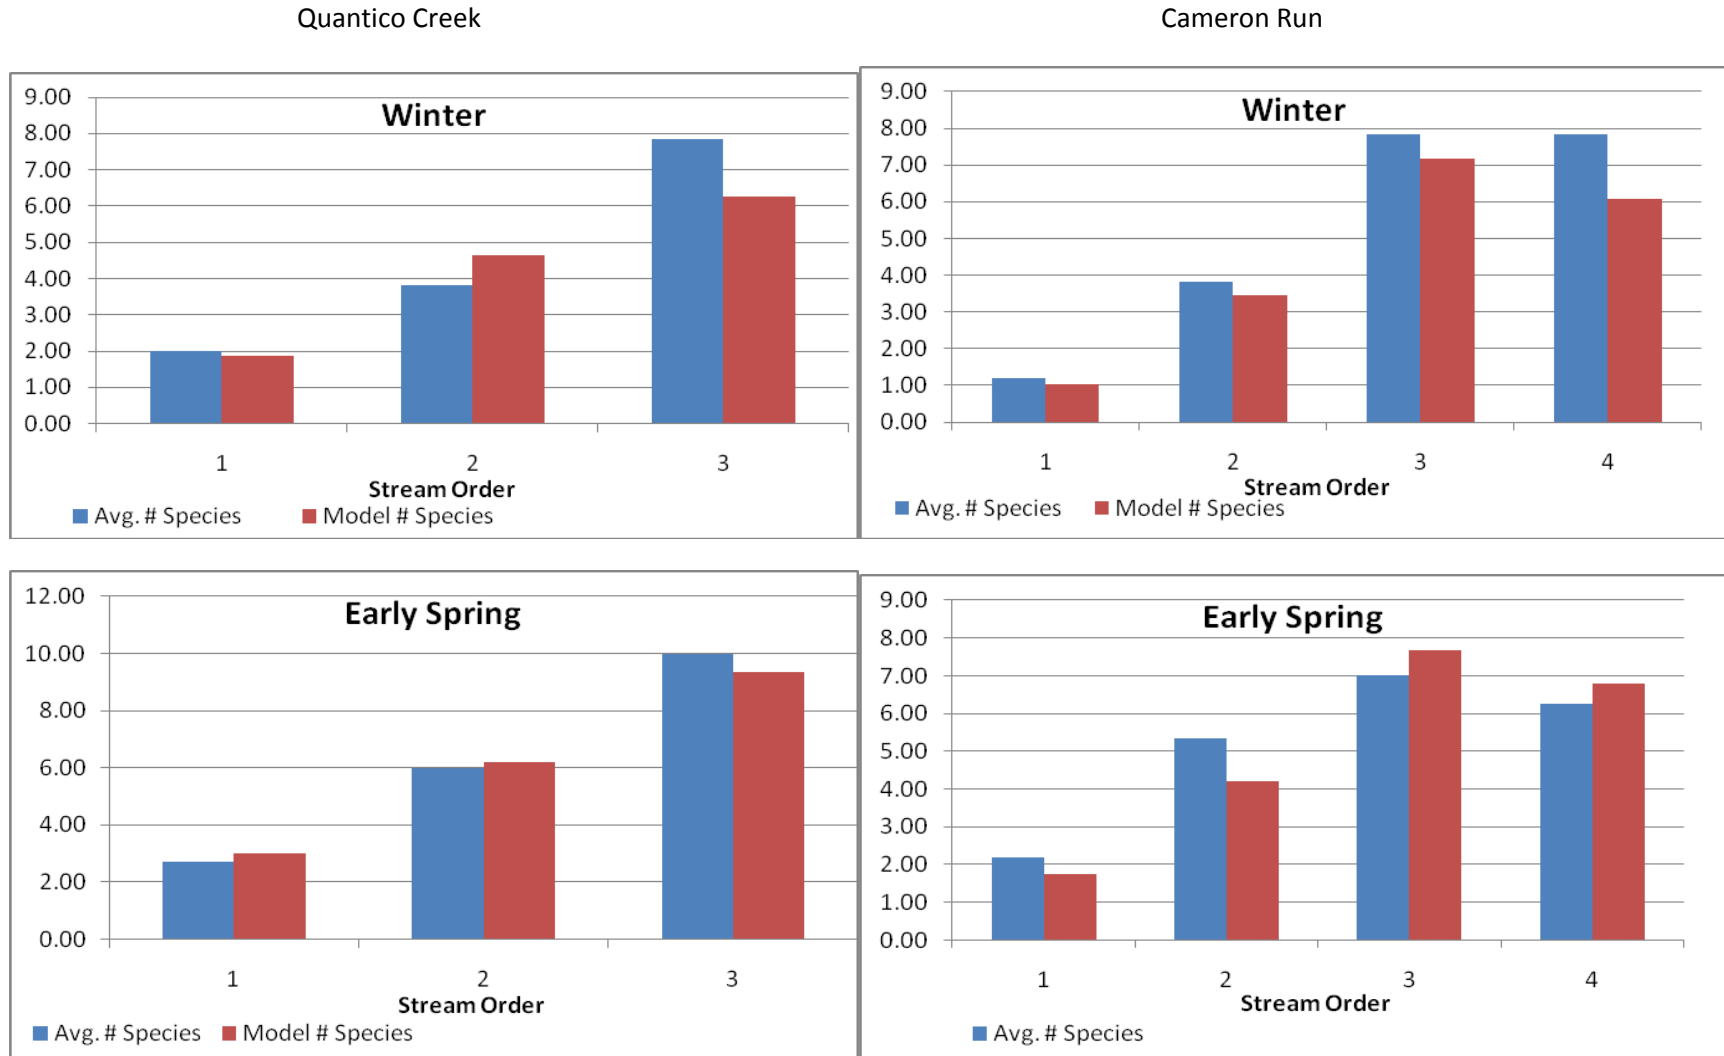 Quantico Creek
Cameron Run
Winter
9.00
8.00
7.00
6.00
5.00
4.00
3.00
2.00
1.00
0.00
1 2 3
Stream Order
Avg. # Species Model # Species
Winter
9.00
8.00
7.00
6.00
5.00
4.00
3.00
2.00
1.00
0.00
1 2 3 4
Stream Order
Avg. # Species Model # Species
Early Spring
12.00
10.00
8.00
6.00
4.00
2.00
0.00
1 2 3
Stream Order
Avg. # Species Model # Species
Early Spring
9.00
8.00
7.00
6.00
5.00
4.00
3.00
2.00
1.00
0.00
1 2 3 4
Stream Order
Avg. # Species